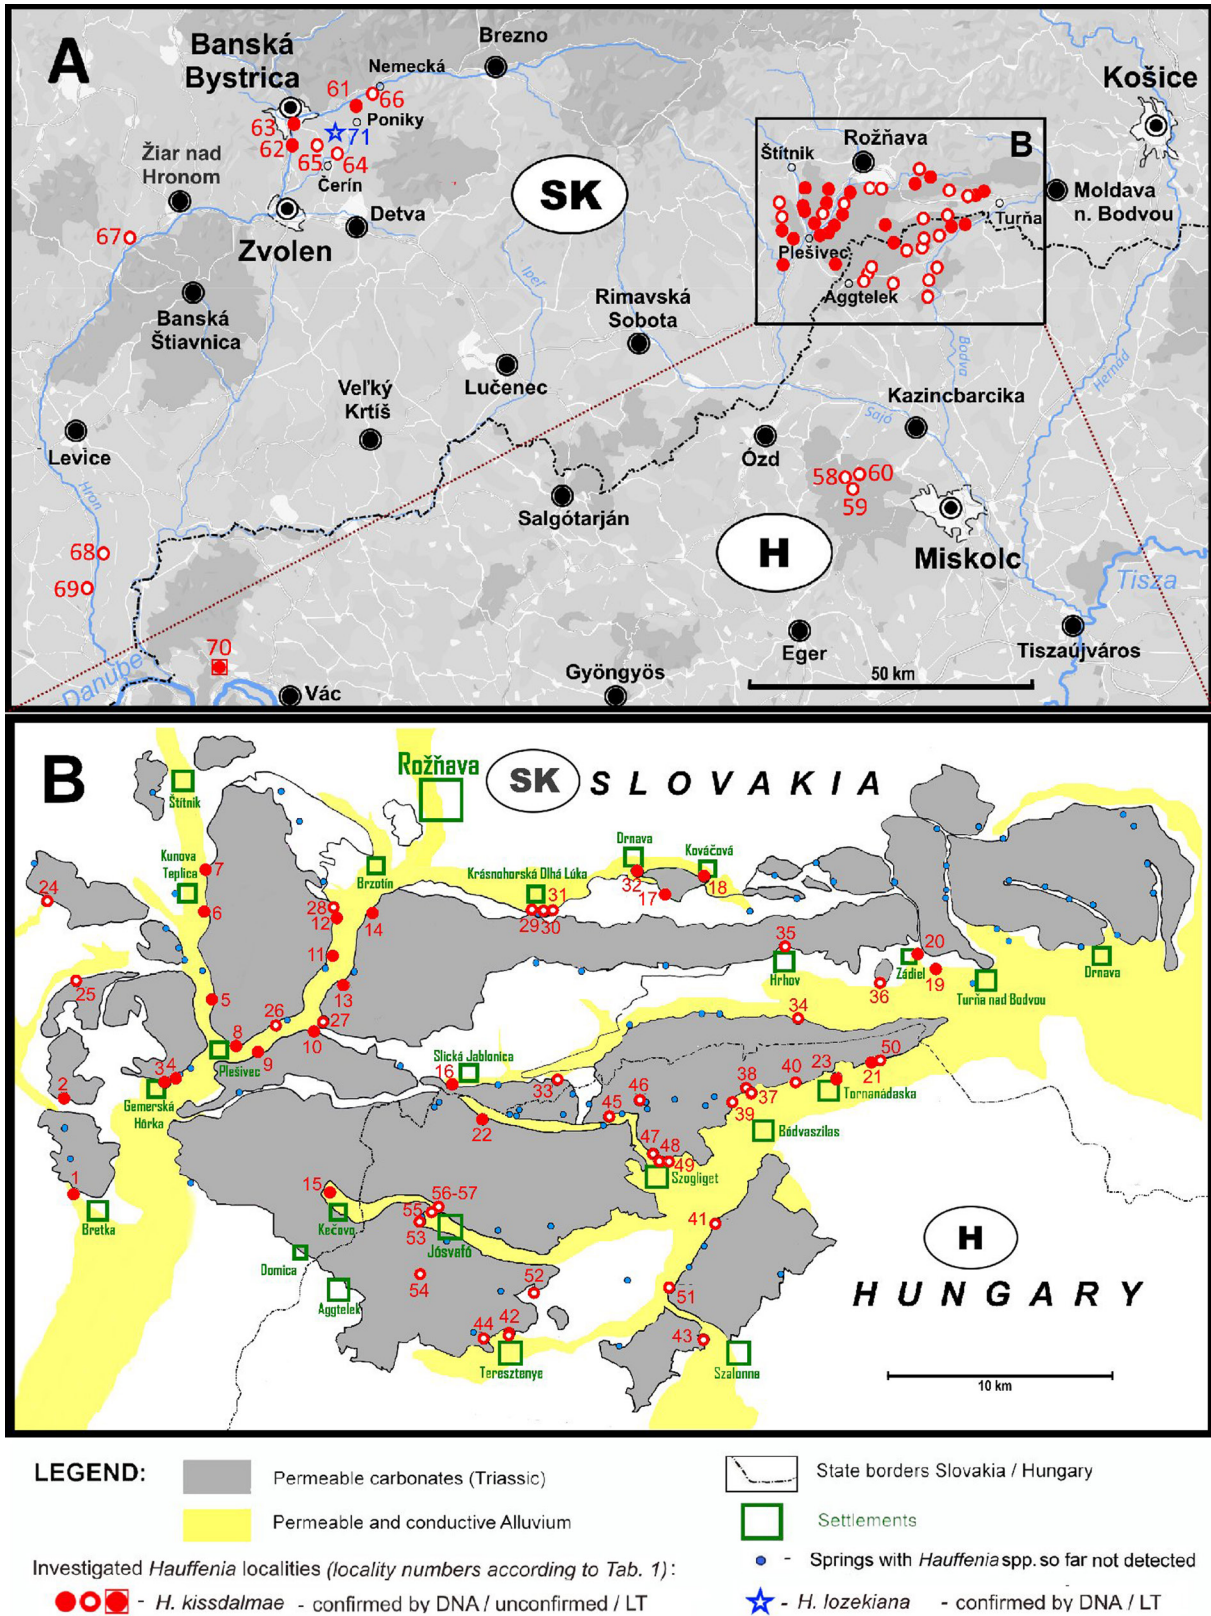 A
Banská
Bystrica
Brezno
Nemecká
Košice
61
66
Poniky
63
71
62
65
64
Čerín
Žiar nad
Hronom
Detva
Zvolen
67
SK
Rožňava
B
Štítnik
Moldava
n. Bodvou
Turňa
Plešivec
Aggtelek
Ipeľ
Rimavská
Sobota
Banská
Štiavnica
Lučenec
Veľký
Krtíš
Bodva
Hernád
Kazincbarcika
Sajó
Levice
Ózd
58
60
59
Hron
Salgótarján
H
Miskolc
68
69
Tisza
70
Danube
Vác
Gyöngyös
Eger
Tiszaújváros
50 km
B
Rožňava
SK
SLOVAKIA
Štítnik
Kunova
Teplica
7
24
6
Brzotín
Krásnohorská Dlhá Lúka
Drnava
Kováčová
32
17
18
28
12
14
31
29
30
11
35
Hrhov
20
Zádiel
19
36
Turňa nad Bodvou
Drnava
25
5
13
26
27
10
34
8
9
Plešivec
2
3
4
Gemerská
Hôrka
Slická Jablonica
16
33
22
45
46
38
37
39
40
23
21
50
Tornanádaska
Bódvaszilas
47
48
49
Szogliget
1
Bretka
15
Kečovo
56-57
55
53
Jósvafő
41
Domica
Aggtelek
54
52
51
H
HUNGARY
44
42
Teresztenye
43
Szalonna
10 km
LEGEND:
Permeable carbonates (Triassic)
State borders Slovakia / Hungary
Permeable and conductive Alluvium
Settlements
Investigated Hauffenia localities (locality numbers according to Tab. 1) :
- Springs with Hauffenia spp. so far not detected
- H. kissdalmae - confirmed by DNA / unconfirmed / LT
- H. lozekiana - confirmed by DNA / LT